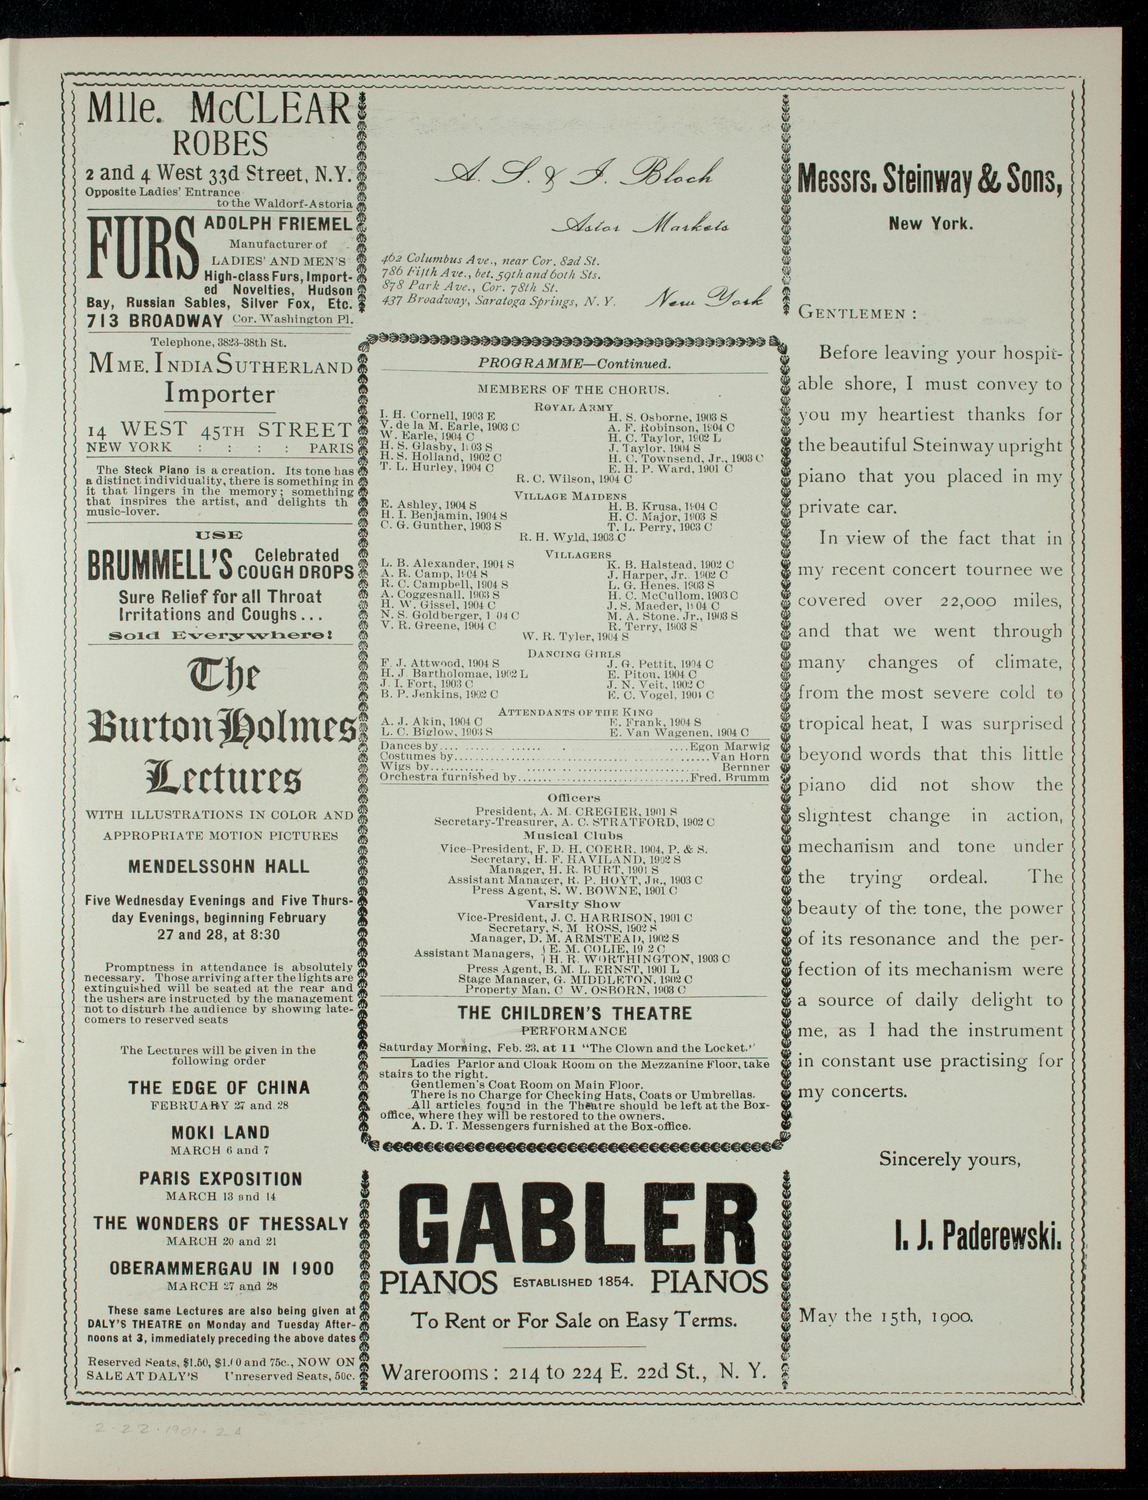 Mlle. McCLEAR
ROBES
2 and 4 West 33d Street, N.Y.
Opposite Ladies' Entrance
to the Waldorf-Astoria
FURS
ADOLPH FRIEMEL
Manufacturer of
LADIES' AND MEN'S
High-class Furs, Import-
ed Novelties, Hudson
Bay, Russian Sables, Silver Fox, Etc.
713 BROADWAY Cor. Washington Pl.
Telephone, 3823-38th St.
MME. INDIA SUTHERLAND
Importer
14 WEST 45TH STREET
NEW YORK : : : : PARIS
The Steck Piano is a creation. Its tone has
a distinct individuality, there is something in
it that lingers in the memory; something
that inspires the artist, and delights th
music-lover.
USE
BRUMMELL'S Celebrated
COUGH DROPS
Sure Relief for all Throat
Irritations and Coughs...
Sold Everywhere!
The
Burton Holmes
Lectures
WITH ILLUSTRATIONS IN COLOR AND
APPROPRIATE MOTION PICTURES
MENDELSSOHN HALL
Five Wednesday Evenings and Five Thurs-
day Evenings, beginning February
27 and 28, at 8:30
Promptness in attendance is absolutely
necessary. Those arriving after the lights are
extinguished will be seated at the rear and
the ushers are instructed by the management
not to disturb the audience by showing late-
comers to reserved seats
The Lectures will be given in the
following order
THE EDGE OF CHINA
FEBRUARY 27 and 28
MOKI LAND
MARCH 6 and 7
PARIS EXPOSITION
MARCH 13 and 14
THE WONDERS OF THESSALY
MARCH 20 and 21
OBERAMMERGAU IN 1900
MARCH 27 and 28
These same Lectures are also being given at
DALY'S THEATRE on Monday and Tuesday After-
noons at 3, immediately preceding the above dates
Reserved Seats, $1.50, $1.00 and 75c., NOW ON
SALE AT DALY'S Unreserved Seats, 50c.
A. S. & I. Bloch
Astor Markets
462 Columbus Ave., near Cor. 82d St.
786 Fifth Ave., bet. 59th and 60th Sts.
878 Park Ave., Cor. 78th St.
437 Broadway, Saratoga Springs, N. Y. New York
PROGRAMME—Continued.
MEMBERS OF THE CHORUS.
ROYAL ARMY
I. H. Cornell, 1903 E H. S. Osborne, 1903 S
V. de la M. Earle, 1903 C A. F. Robinson, 1904 C
W. Earle, 1904 C H. C. Taylor, 1902 L
H. S. Glasby, 1903 S J. Taylor, 1904 S
H. S. Holland, 1902 C H. C. Townsend, Jr., 1903 C
T. L. Hurley, 1904 C E. H. P. Ward, 1901 C
R. C. Wilson, 1904 C
VILLAGE MAIDENS
E. Ashley, 1904 S H. B. Krusa, 1904 C
H. I. Benjamin, 1904 S H. C. Major, 1903 S
C. G. Gunther, 1903 S T. L. Perry, 1903 C
R. H. Wyld, 1903 C
VILLAGERS
L. B. Alexander, 1904 S K. B. Halstead, 1902 C
A. R. Camp, 1904 S J. Harper, Jr. 1902 C
R. C. Campbell, 1904 S L. G. Henes, 1903 S
A. Coggesnall, 1903 S H. C. McCullom, 1903 C
H. W. Gissel, 1904 C J. S. Maeder, 1904 C
N. S. Goldberger, 1 04 C M. A. Stone, Jr., 1903 S
V. R. Greene, 1904 C R. Terry, 1903 S
W. R. Tyler, 1904 S
DANCING GIRLS
F. J. Attwood, 1904 S J. G. Pettit, 1904 C
H. J. Bartholomae, 1902 L E. Pitou, 1904 C
J. I. Fort, 1903 C J. N. Veit, 1902 C
B. P. Jenkins, 1902 C E. C. Vogel, 1901 C
ATTENDANTS OF THE KING
A. J. Akin, 1904 C E. Frank, 1904 S
L. C. Biglow, 1903 S E. Van Wagenen, 1904 C
Dances by.... Egon Marwig
Costumes by.... Van Horn
Wigs by.... Bernner
Orchestra furnished by.... Fred. Brumm
Officers
President, A. M. CREGIER, 1901 S
Secretary-Treasurer, A. C. STRATFORD, 1902 C
Musical Clubs
Vice-President, F. D. H. COERR, 1904, P. & S.
Secretary, H. F. HAVILAND, 1902 S
Manager, H. R. BURT, 1901 S
Assistant Manager, R. P. HOYT, JR., 1903 C
Press Agent, S. W. BOWNE, 1901 C
Varsity Show
Vice-President, J. C. HARRISON, 1901 C
Secretary, S. M ROSS, 1902 S
Manager, D. M. ARMSTEAD, 1902 S
Assistant Managers, { E. M. COLIE, 19 2 C
{ H. R. WORTHINGTON, 1903 C
Press Agent, B. M. L. ERNST, 1901 L
Stage Manager, G. MIDDLETON, 1902 C
Property Man, C W. OSBORN, 1903 C
THE CHILDREN'S THEATRE
PERFORMANCE
Saturday Morning, Feb. 23, at 11 "The Clown and the Locket."
Ladies Parlor and Cloak Room on the Mezzanine Floor, take
stairs to the right.
Gentlemen's Coat Room on Main Floor.
There is no Charge for Checking Hats, Coats or Umbrellas.
All articles found in the Theatre should be left at the Box-
office, where they will be restored to the owners.
A. D. T. Messengers furnished at the Box-office.
GABLER
PIANOS ESTABLISHED 1854. PIANOS
To Rent or For Sale on Easy Terms.
Warerooms: 214 to 224 E. 22d St., N. Y.
Messrs. Steinway & Sons,
New York.
GENTLEMEN :
Before leaving your hospit-
able shore, I must convey to
you my heartiest thanks for
the beautiful Steinway upright
piano that you placed in my
private car.
In view of the fact that in
my recent concert tournee we
covered over 22,000 miles,
and that we went through
many changes of climate,
from the most severe cold to
tropical heat, I was surprised
beyond words that this little
piano did not show the
slightest change in action,
mechanism and tone under
the trying ordeal. The
beauty of the tone, the power
of its resonance and the per-
fection of its mechanism were
a source of daily delight to
me, as I had the instrument
in constant use practising for
my concerts.
Sincerely yours,
I. J. Paderewski.
May the 15th, 1900.
2-22-1901-2A